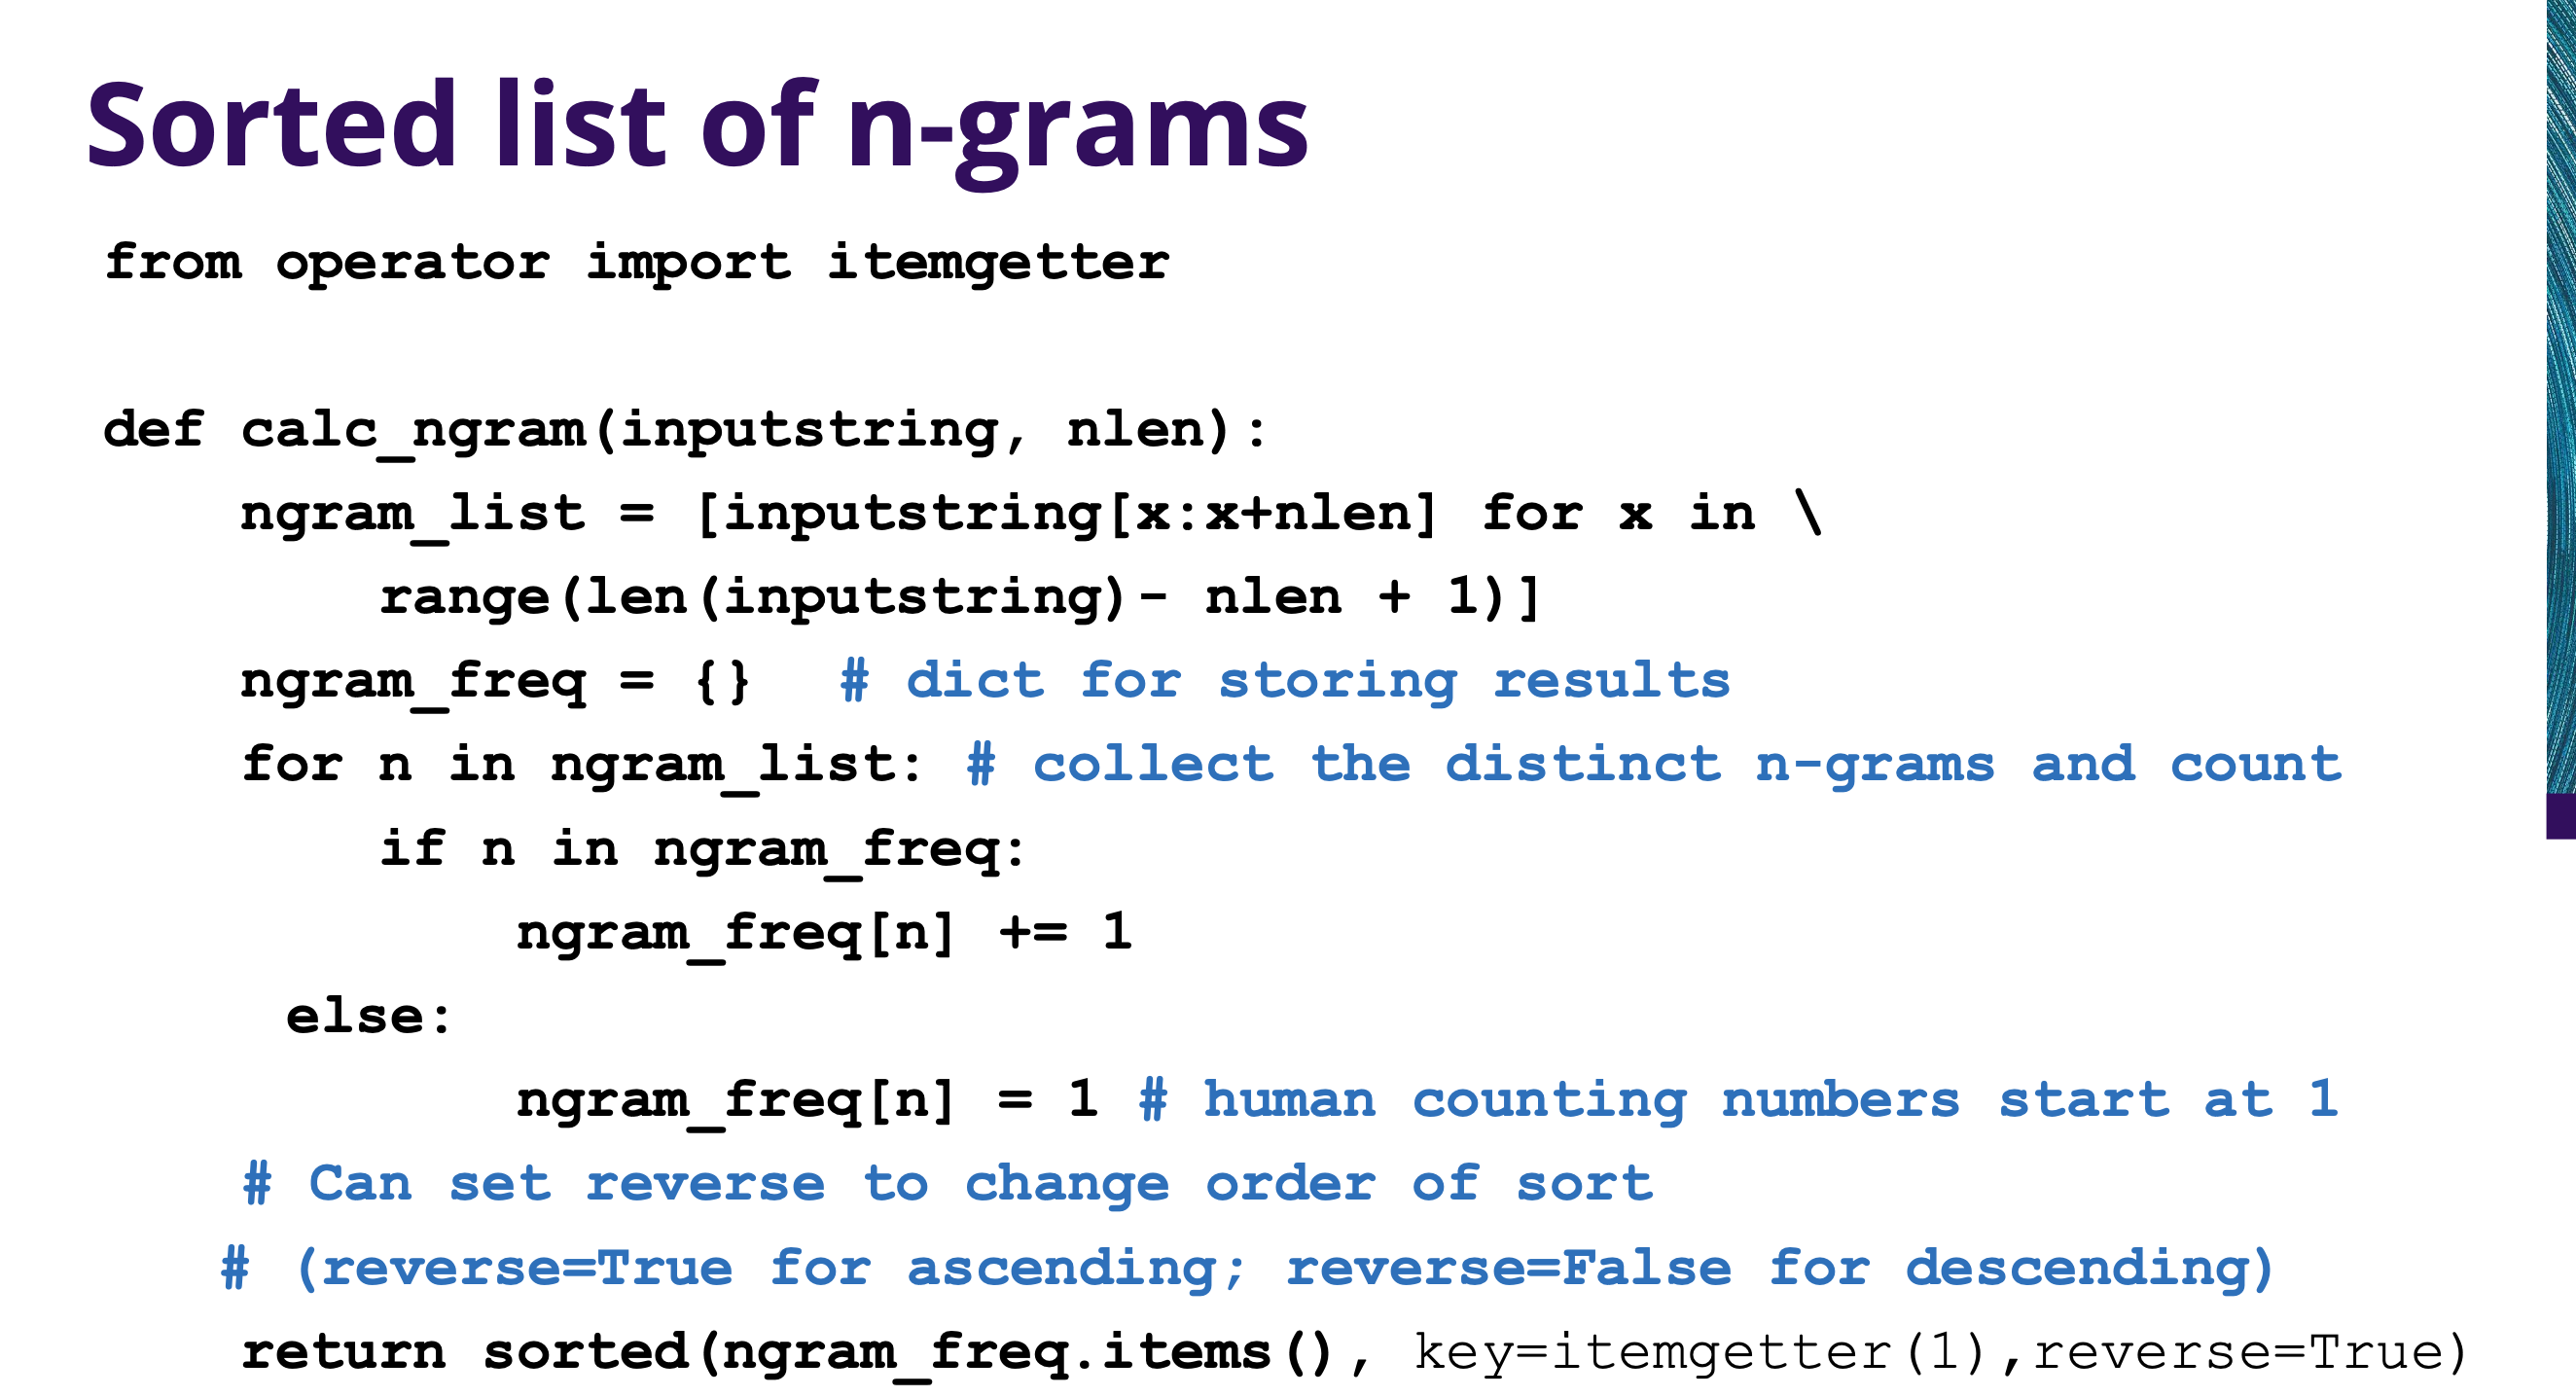 Sorted list of n-grams
from operator import itemgetter
def calc_ngram(inputstring, nlen):
    ngram_list = [inputstring[x:x+nlen] for x in \
        range(len(inputstring)- nlen + 1)]
    ngram_freq = {}  # dict for storing results
    for n in ngram_list: # collect the distinct n-grams and count
        if n in ngram_freq:
            ngram_freq[n] += 1
     else:
            ngram_freq[n] = 1 # human counting numbers start at 1
    # Can set reverse to change order of sort
   # (reverse=True for ascending; reverse=False for descending)
    return sorted(ngram_freq.items(), key=itemgetter(1),reverse=True)